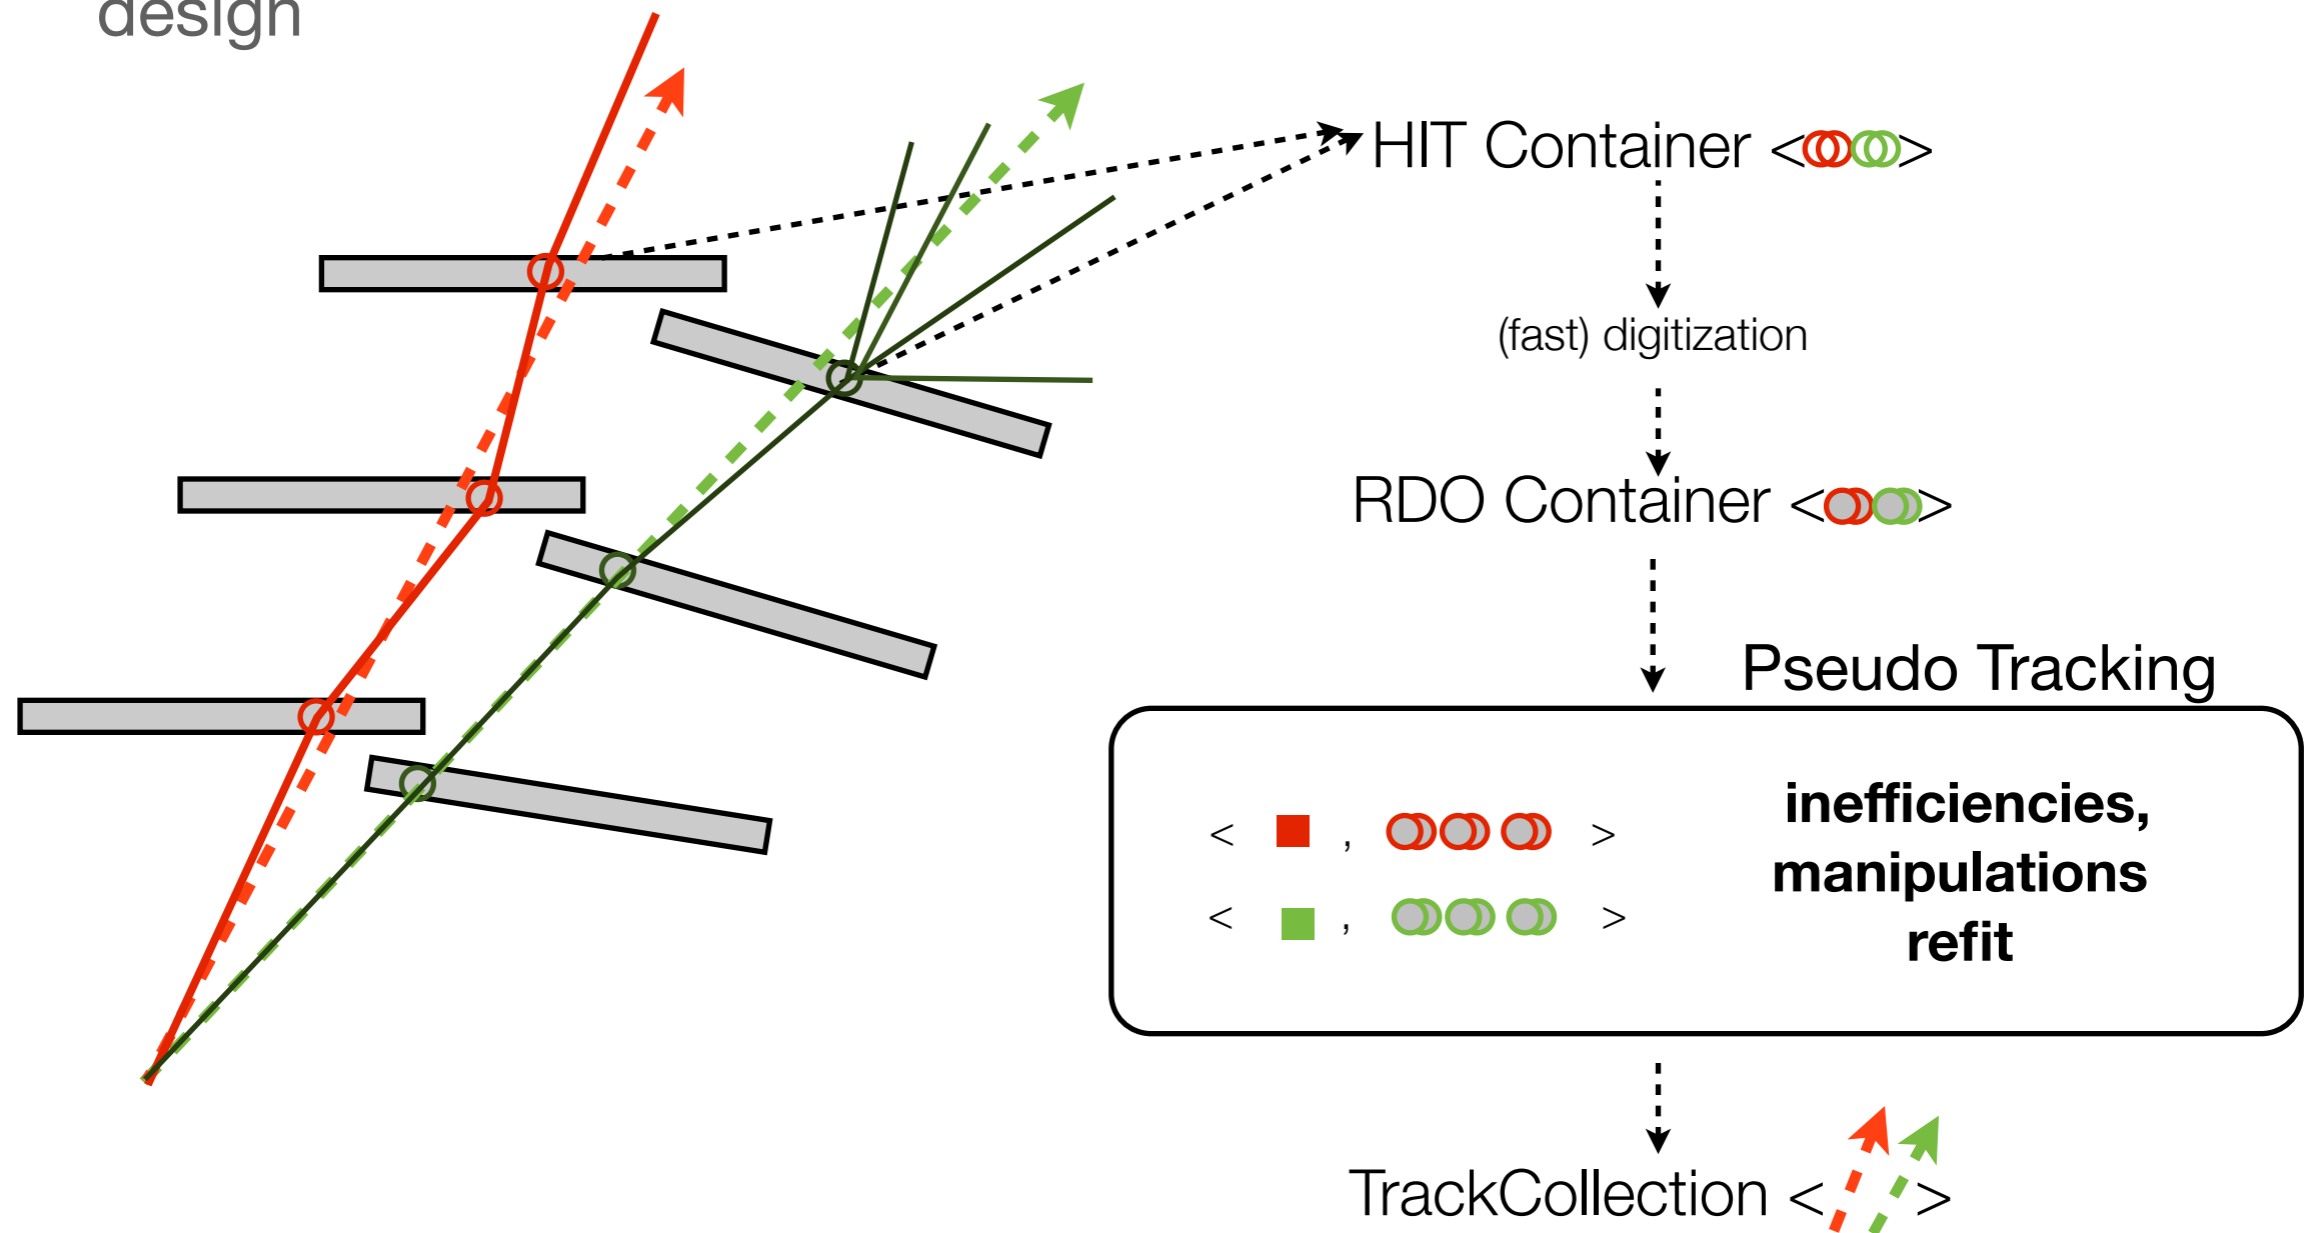 design
HIT Container < >
(fast) digitization
RDO Container < >
Pseudo Tracking
< , >
< , >
inefficiencies,
manipulations
refit
TrackCollection < >